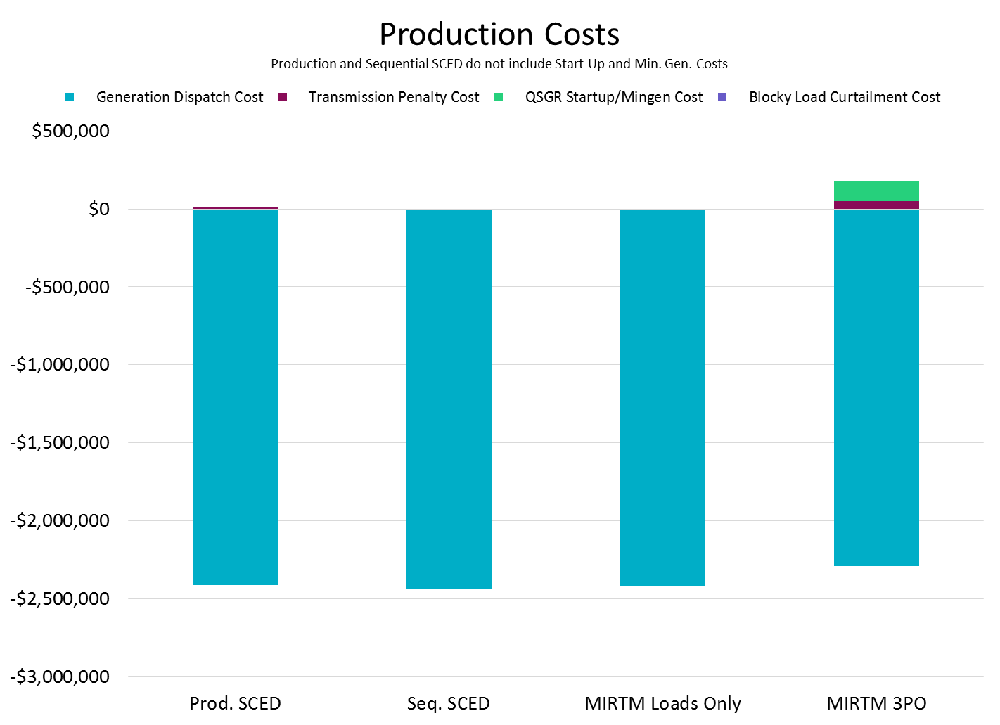 Production Costs
Production and Sequential SCED do not include Start-Up and Min. Gen. Costs
Generation Dispatch Cost Transmission Penalty Cost QSGR Startup/Mingen Cost Blocky Load Curtailment Cost
$500,000
$0
-$500,000
-$1,000,000
-$1,500,000
-$2,000,000
-$2,500,000
-$3,000,000
Prod. SCED Seq. SCED MIRTM Loads Only MIRTM 3PO